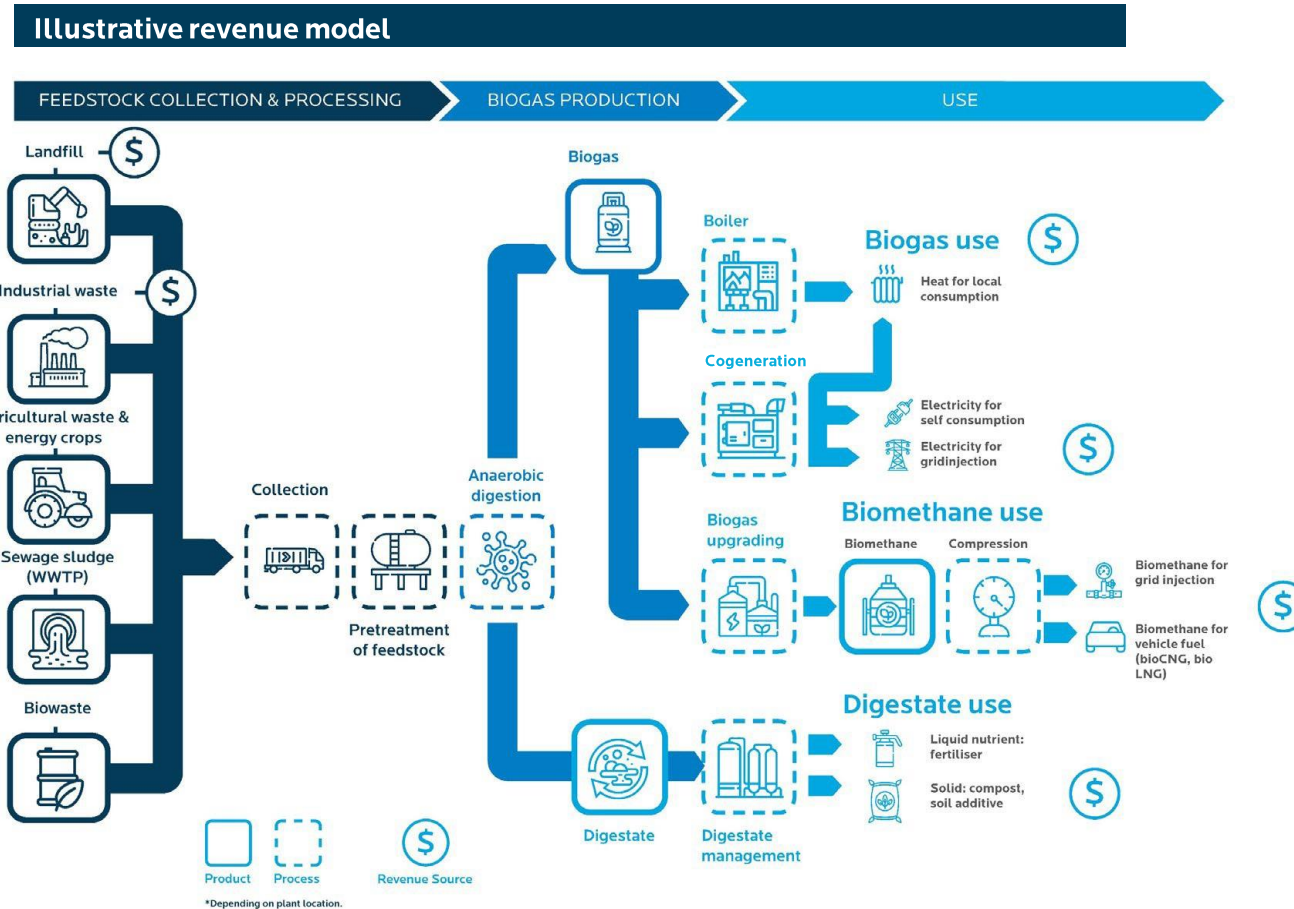 Illustrative revenue model
FEEDSTOCK COLLECTION & PROCESSING
BIOGAS PRODUCTION
USE
Landfill
$
Industrial waste
$
ricultural waste &
energy crops
Sewage sludge
(WWTP)
Biowaste
Collection
Pretreatment
of feedstock
Anaerobic
digestion
Biogas
Boiler
Biogas use
$
Heat for local
consumption
Cogeneration
Electricity for
self consumption
Electricity for
gridinjection
$
Biogas
upgrading
Biomethane use
Biomethane
Compression
Biomethane for
grid injection
Biomethane for
vehicle fuel
(bioCNG, bio
LNG)
$
Digestate use
Liquid nutrient:
fertiliser
Solid: compost,
soil additive
$
Digestate
Digestate
management
Product
Process
$
Revenue Source
*Depending on plant location.